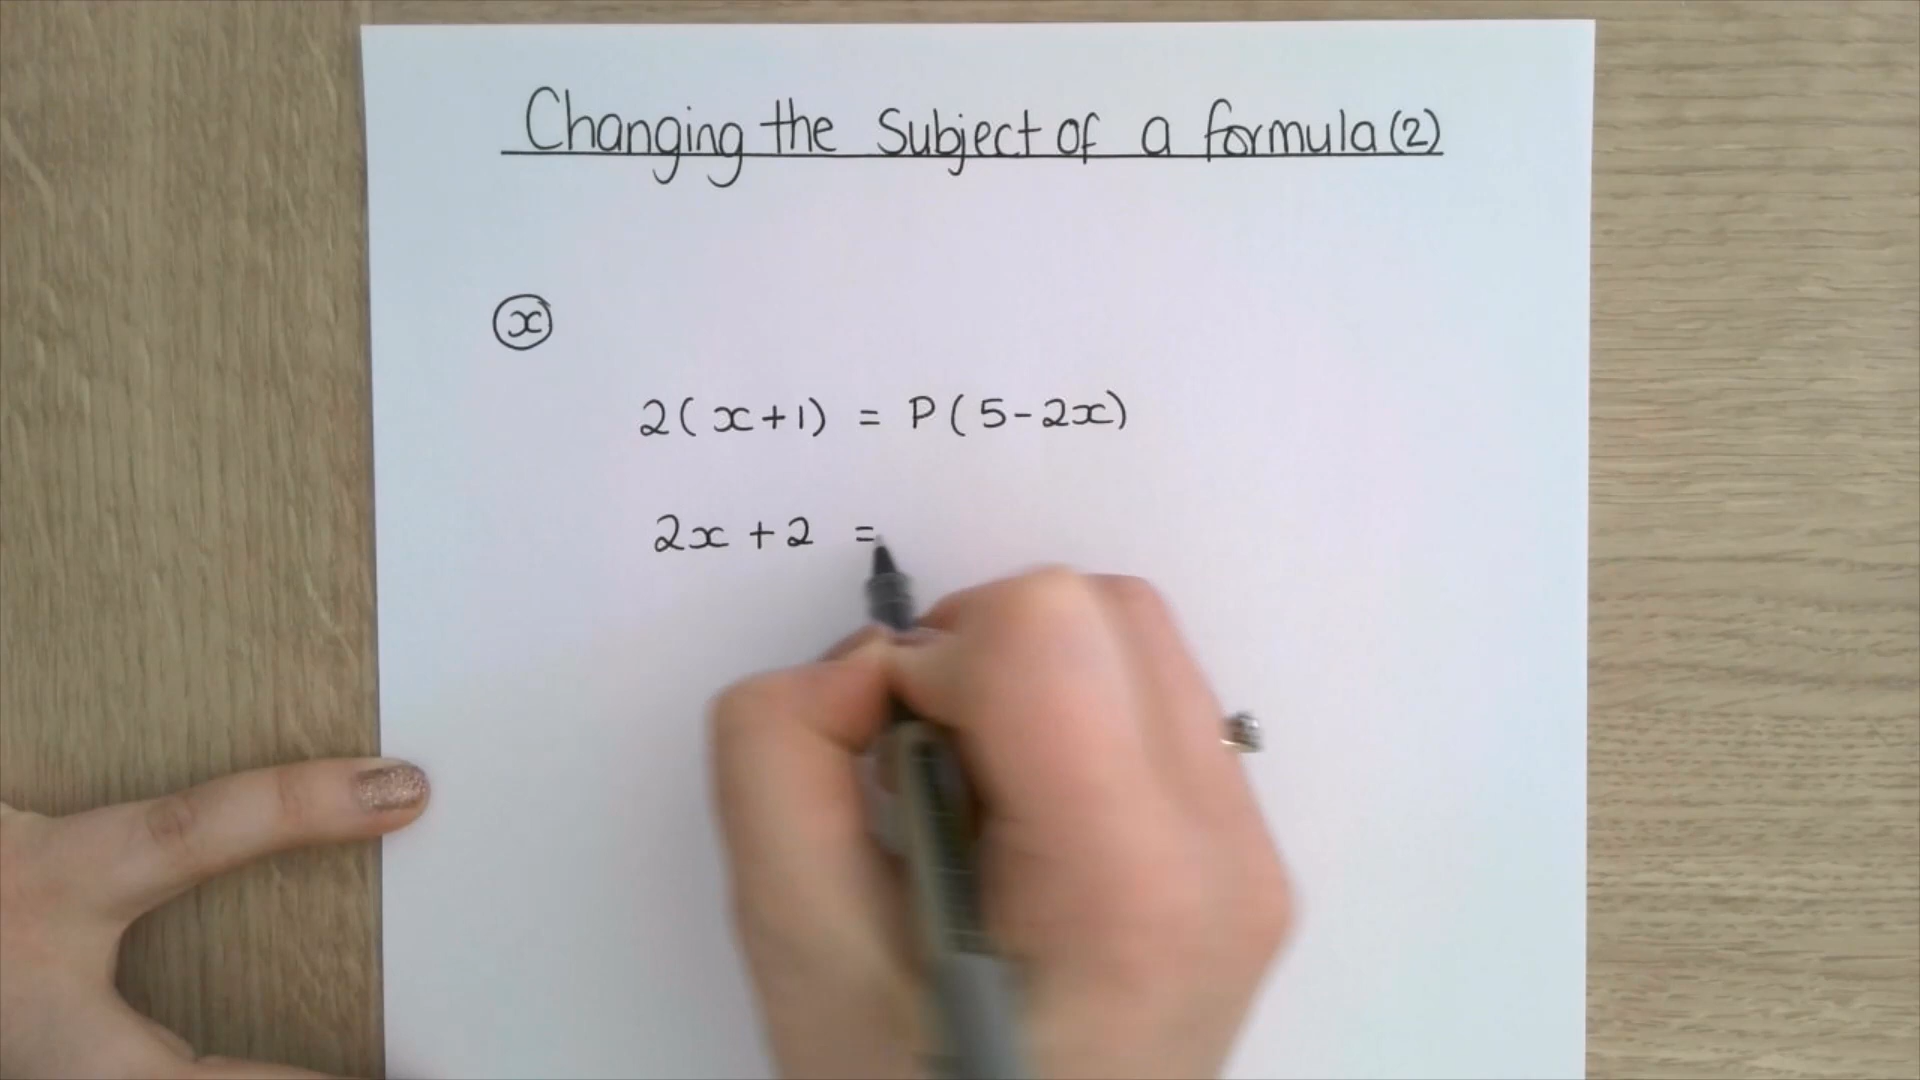 Changing the Subject of a formula (2)
x
2(x+1) = P(5-2x)
2x + 2 =